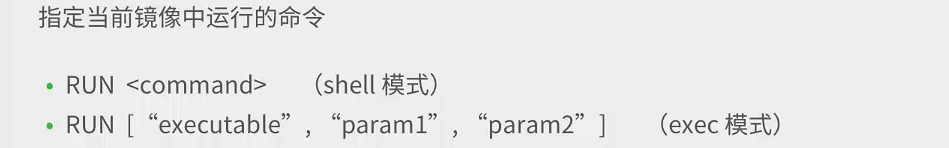 指定当前镜像中运行的命令
• RUN <command> （shell 模式）
• RUN [ “executable” , “param1” , “param2” ] （exec 模式）